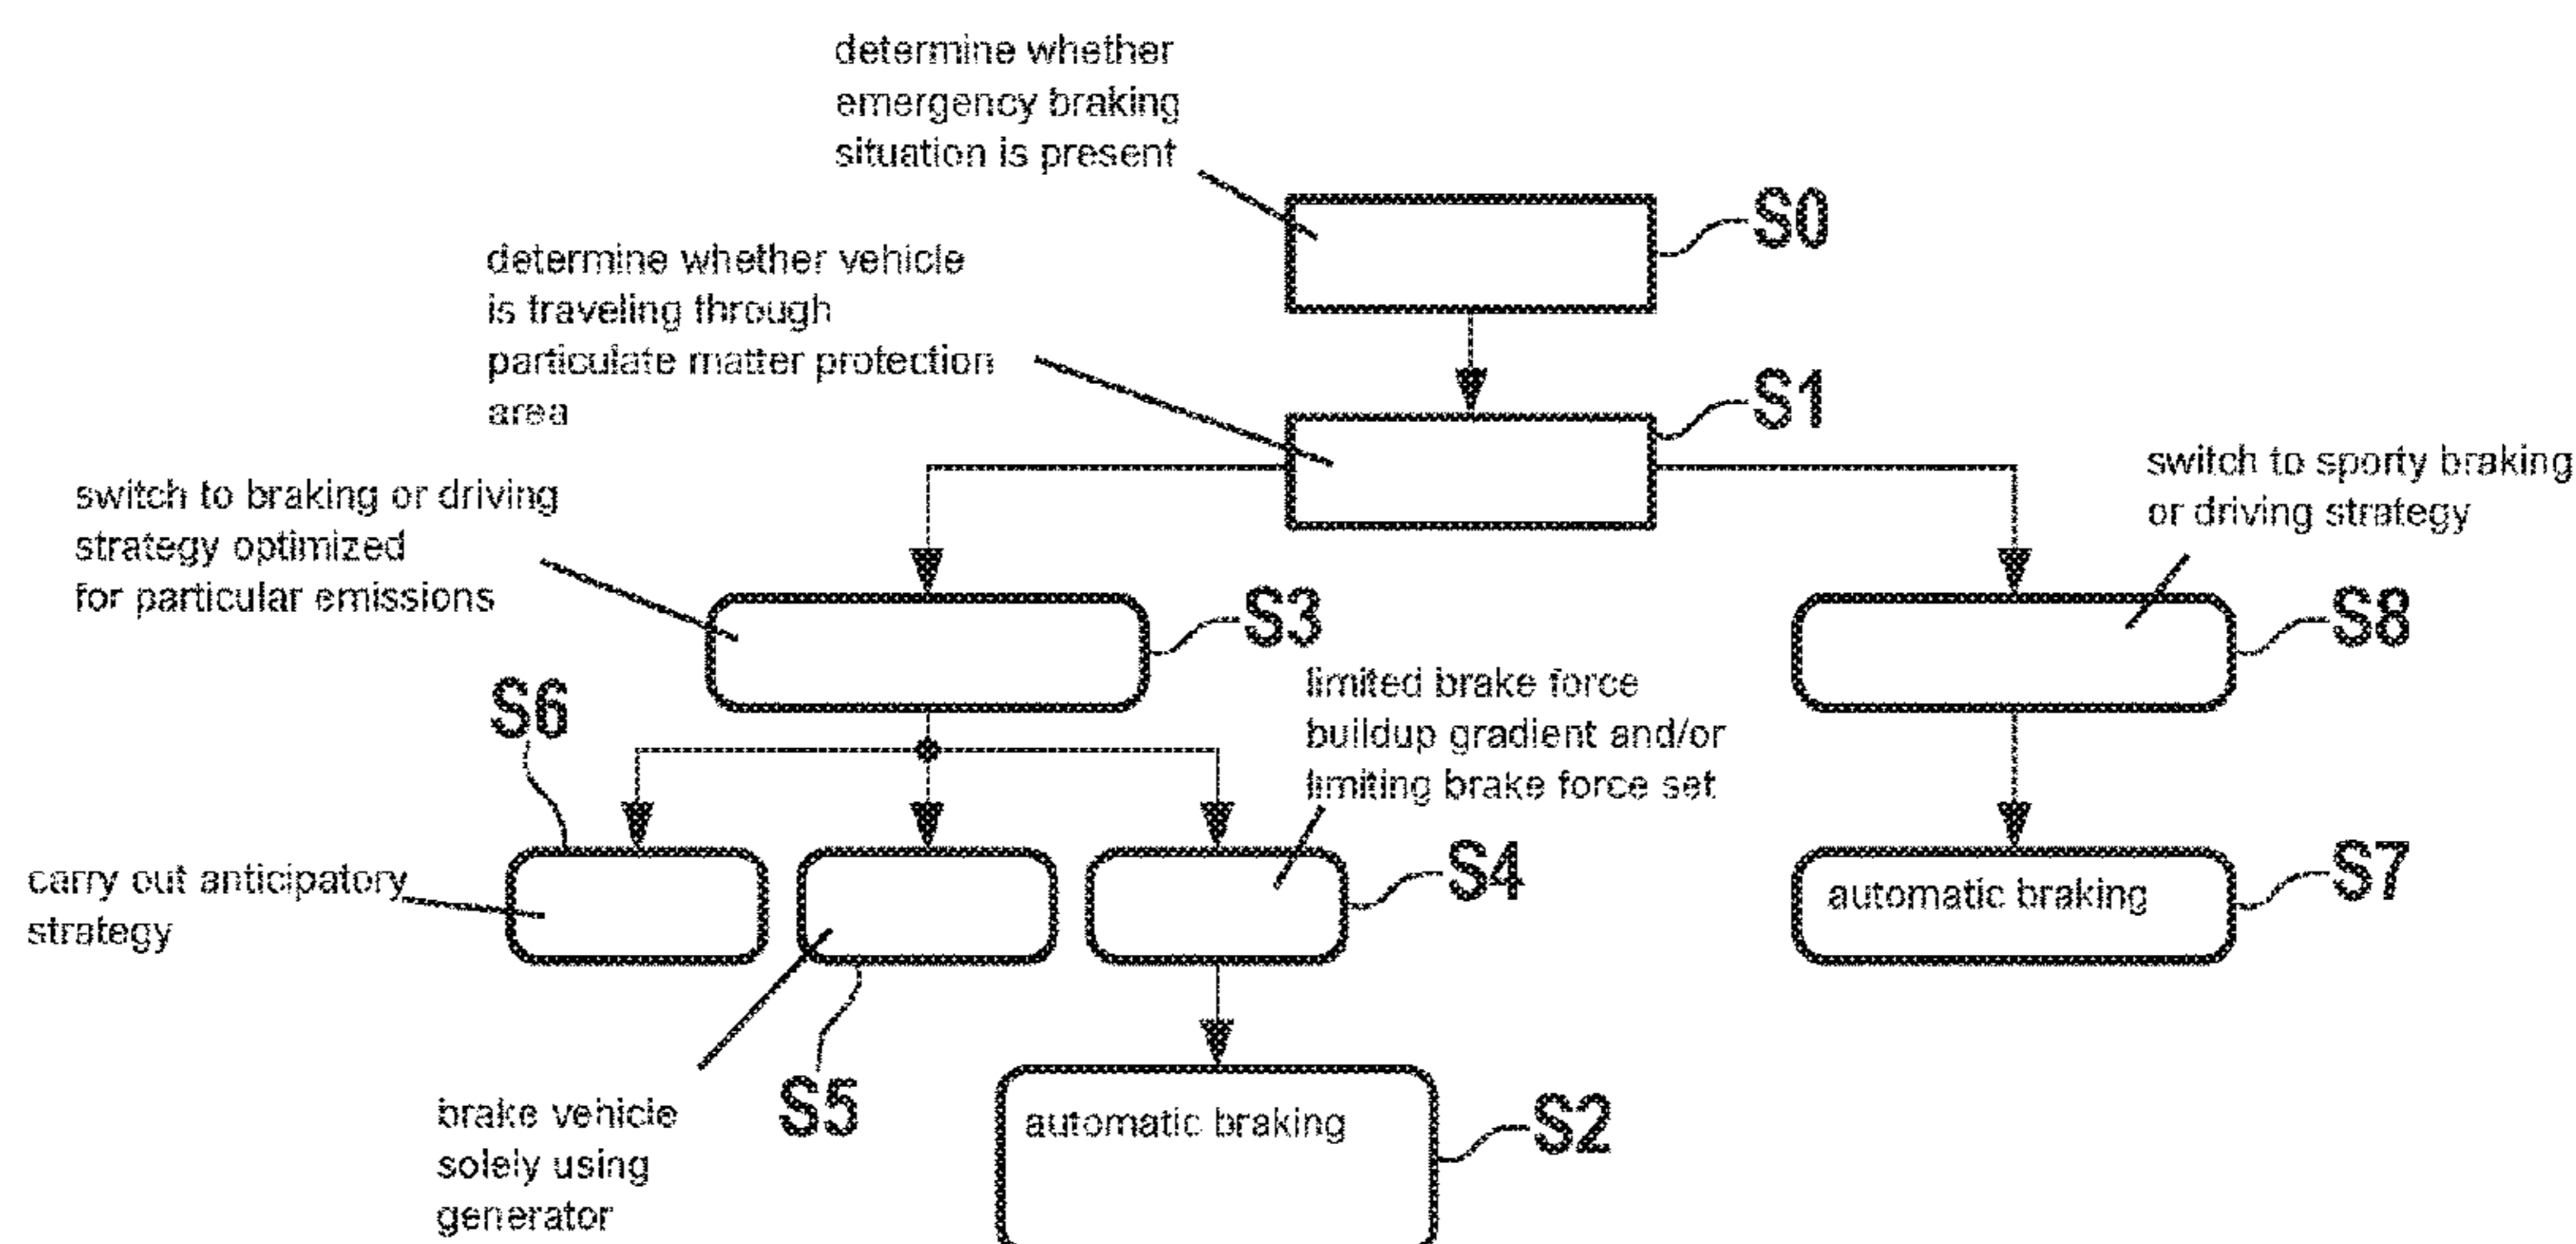 determine whether
emergency braking
situation is present
S0
determine whether vehicle
is traveling through
particulate matter protection
area
S1
switch to sporty braking
or driving strategy
switch to braking or driving
strategy optimized
for particular emissions
S3
S8
S6
limited brake force
buildup gradient and/or
limiting brake force set
carry out anticipatory
strategy
S4
automatic braking
S7
brake vehicle
solely using
generator
S5
automatic braking
S2